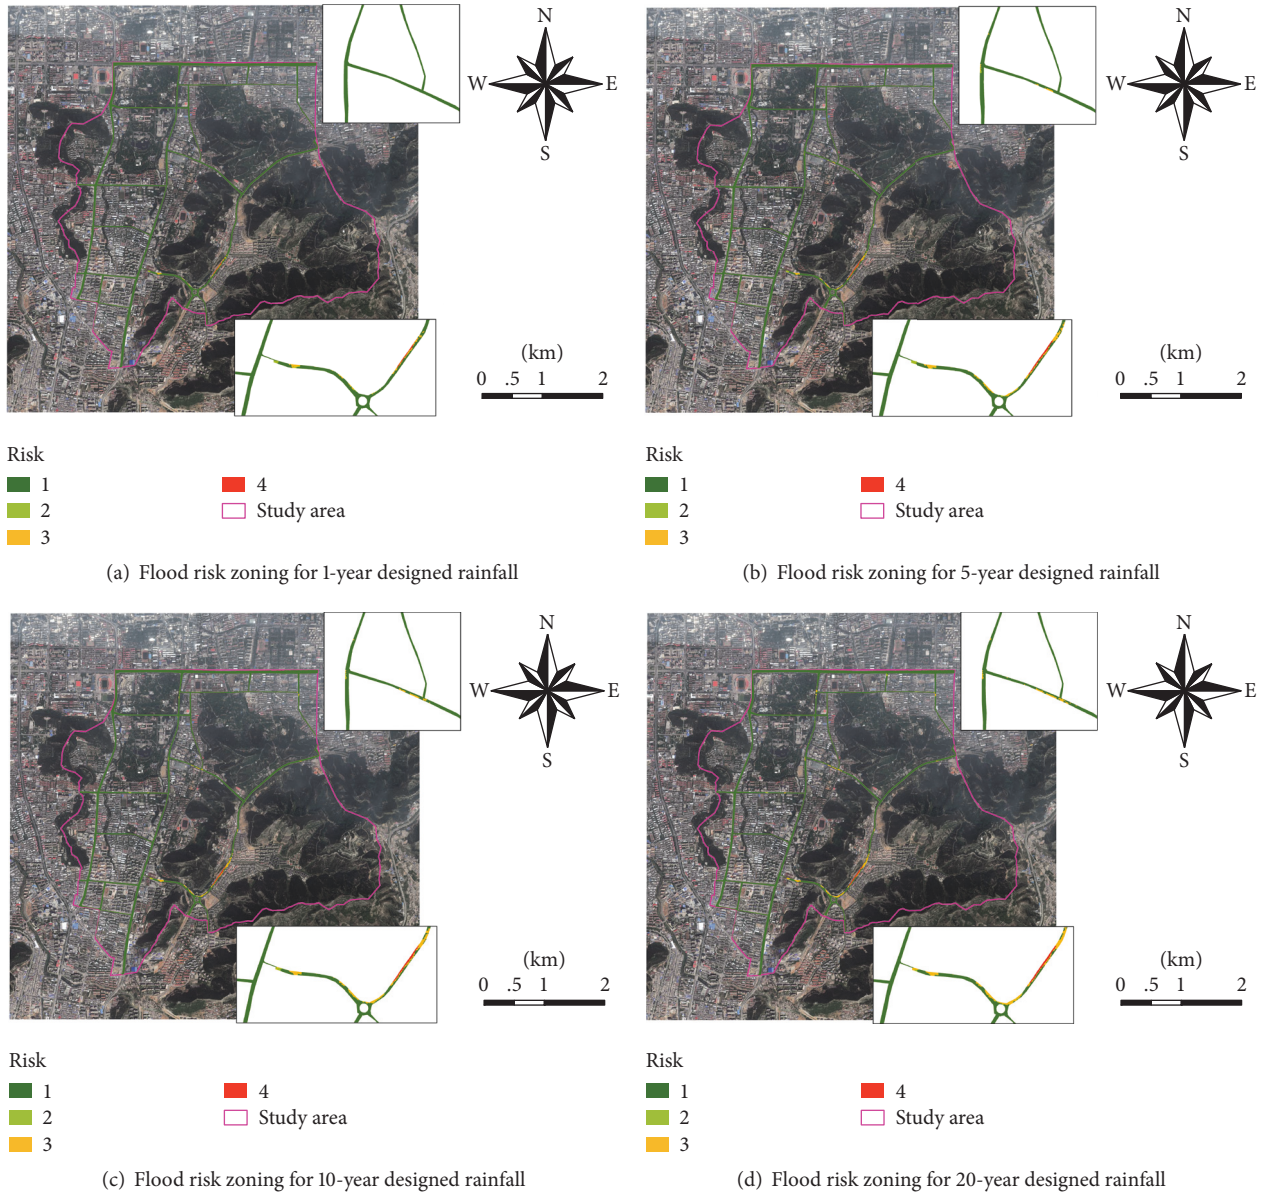 N
W E
S
(km)
0 .5 1 2
Risk
1
2
3
4
Study area
(a) Flood risk zoning for 1-year designed rainfall
N
W E
S
(km)
0 .5 1 2
Risk
1
2
3
4
Study area
(b) Flood risk zoning for 5-year designed rainfall
N
W E
S
(km)
0 .5 1 2
Risk
1
2
3
4
Study area
(c) Flood risk zoning for 10-year designed rainfall
N
W E
S
(km)
0 .5 1 2
Risk
1
2
3
4
Study area
(d) Flood risk zoning for 20-year designed rainfall